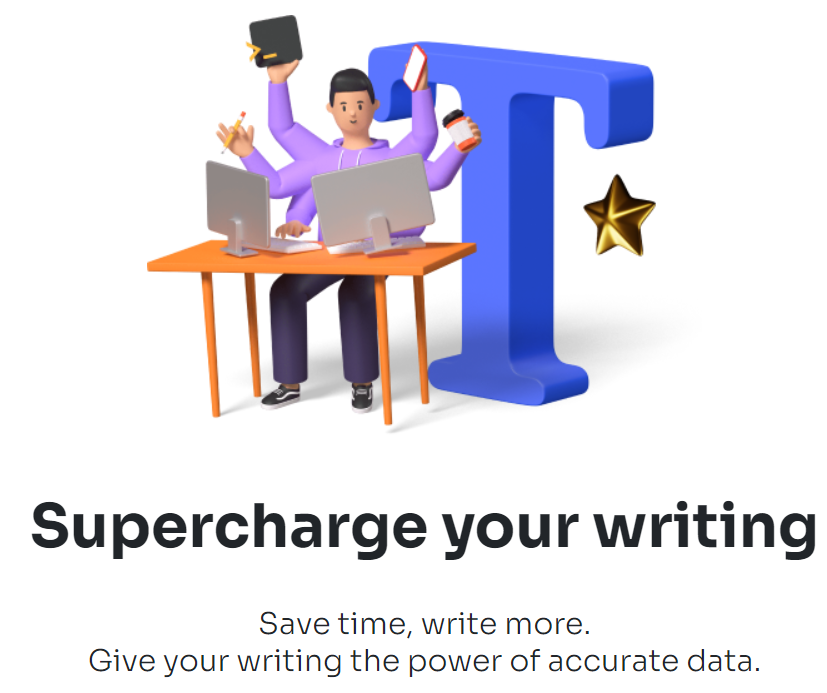 T
Supercharge your writing
Save time, write more.
Give your writing the power of accurate data.